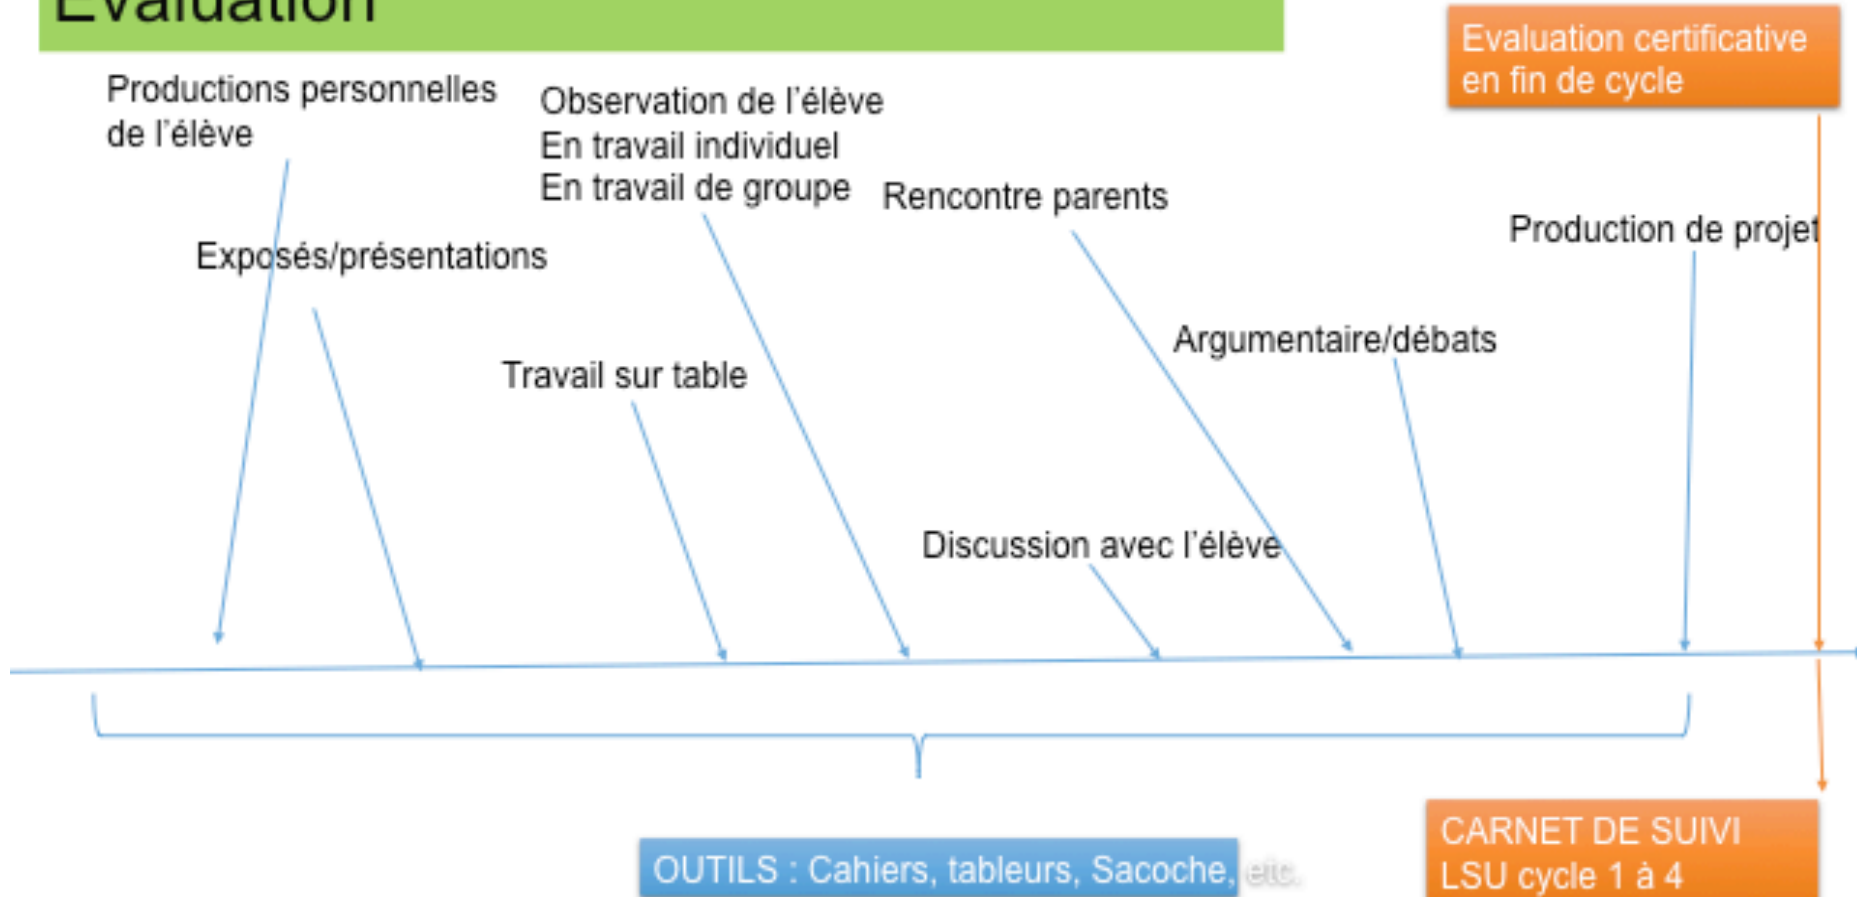 Evaluation
Evaluation certificative
en fin de cycle
Productions personnelles
de l'élève
Observation de l'élève
En travail individuel
En travail de groupe
Rencontre parents
Production de projet
Exposés/présentations
Argumentaire/débats
Travail sur table
Discussion avec l'élève
OUTILS : Cahiers, tableurs, Sacoche, etc.
CARNET DE SUIVI
LSU cycle 1 à 4